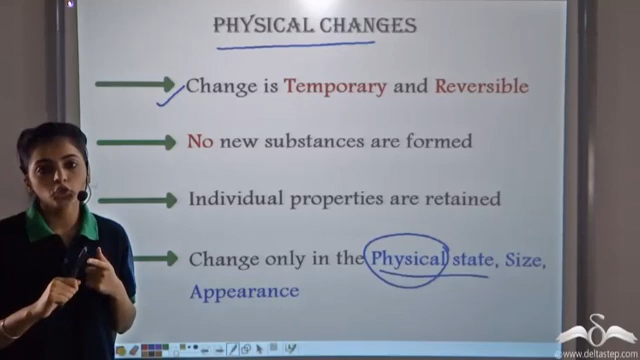 PHYSICAL CHANGES
Change is Temporary and Reversible
No new substances are formed
Individual properties are retained
Change only in the Physical state, Size,
Appearance
www.deltastep.com